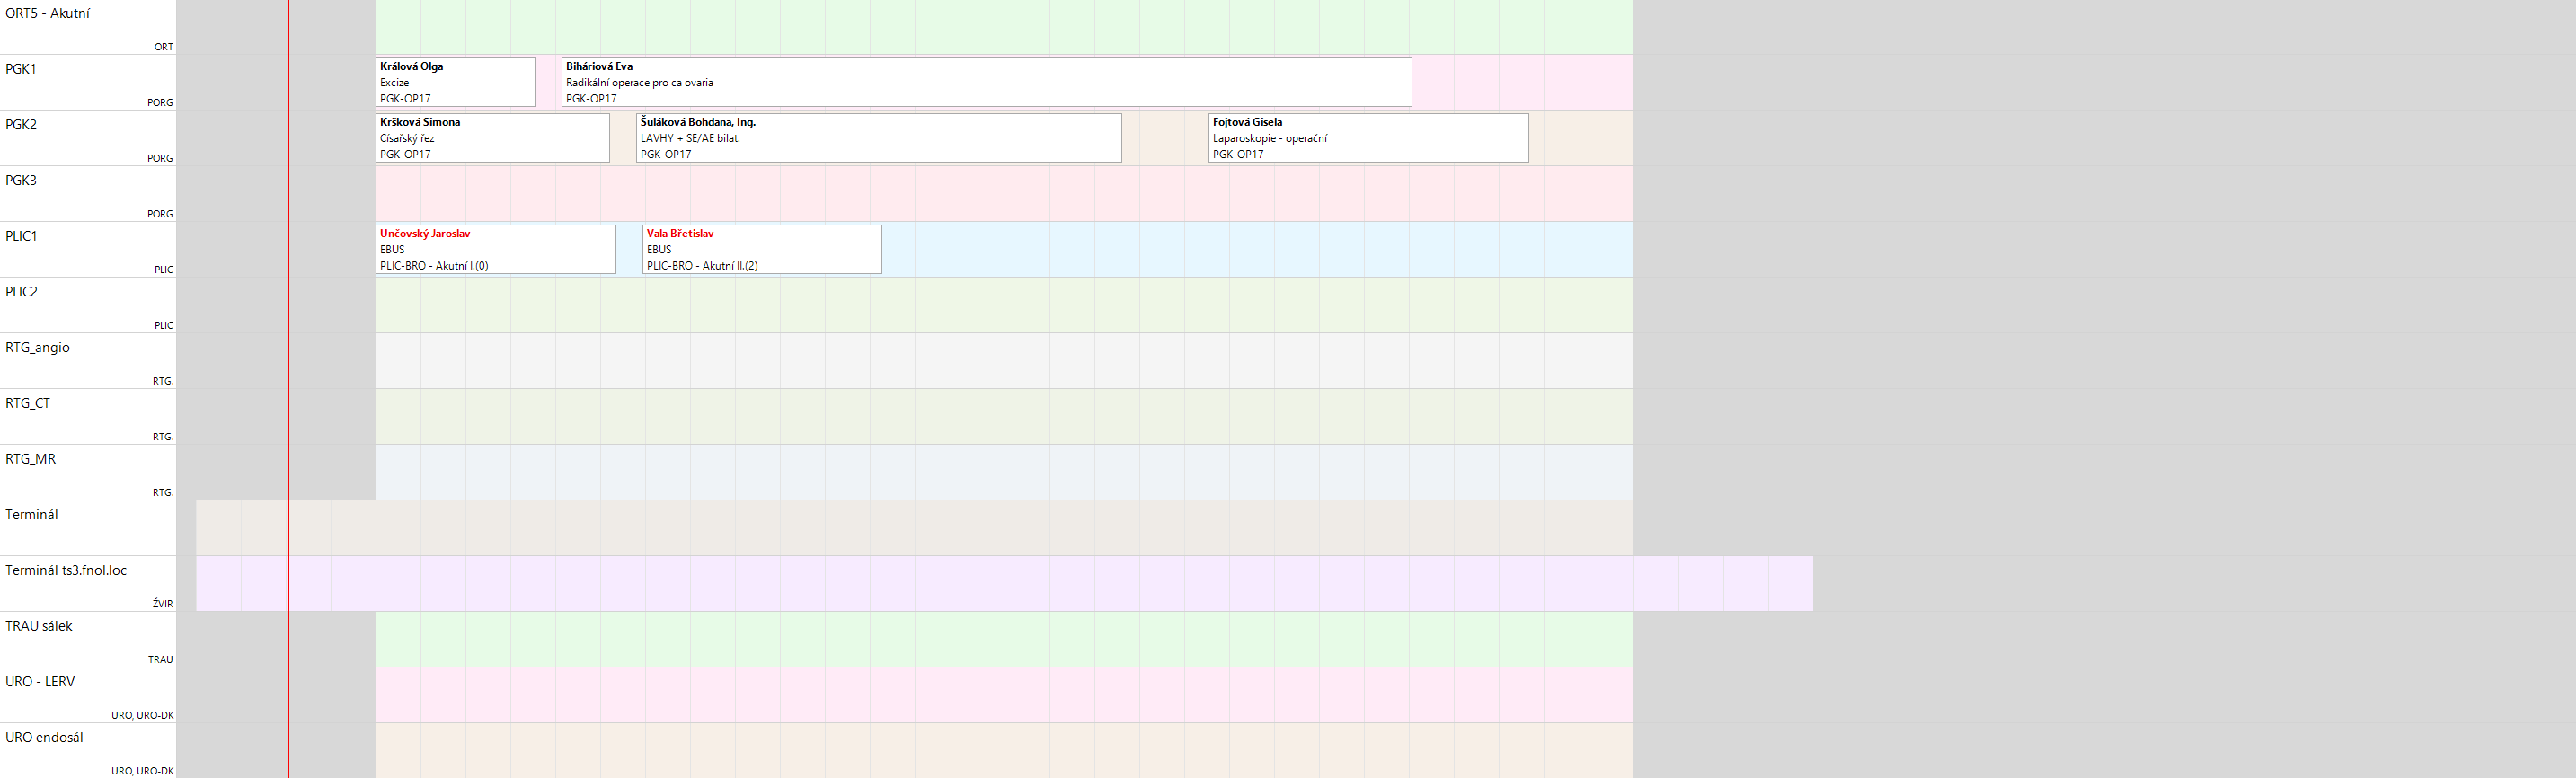 ORT5 - Akutní
ORT
PGK1
PORG
Králová Olga
Excize
PGK-OP17
Biháriová Eva
Radikální operace pro ca ovaria
PGK-OP17
PGK2
PORG
Kršková Simona
Císařský řez
PGK-OP17
Šuláková Bohdana, Ing.
LAVHY + SE/AE bilat.
PGK-OP17
Fojtová Gisela
Laparoskopie - operační
PGK-OP17
PGK3
PORG
PLIC1
PLIC
Unčovský Jaroslav
EBUS
PLIC-BRO - Akutní I.(0)
Vala Břetislav
EBUS
PLIC-BRO - Akutní II.(2)
PLIC2
PLIC
RTG_angio
RTG.
RTG_CT
RTG.
RTG_MR
RTG.
Terminál
Terminál ts3.fnol.loc
ŽVIR
TRAU sálek
TRAU
URO - LERV
URO, URO-DK
URO endosál
URO, URO-DK